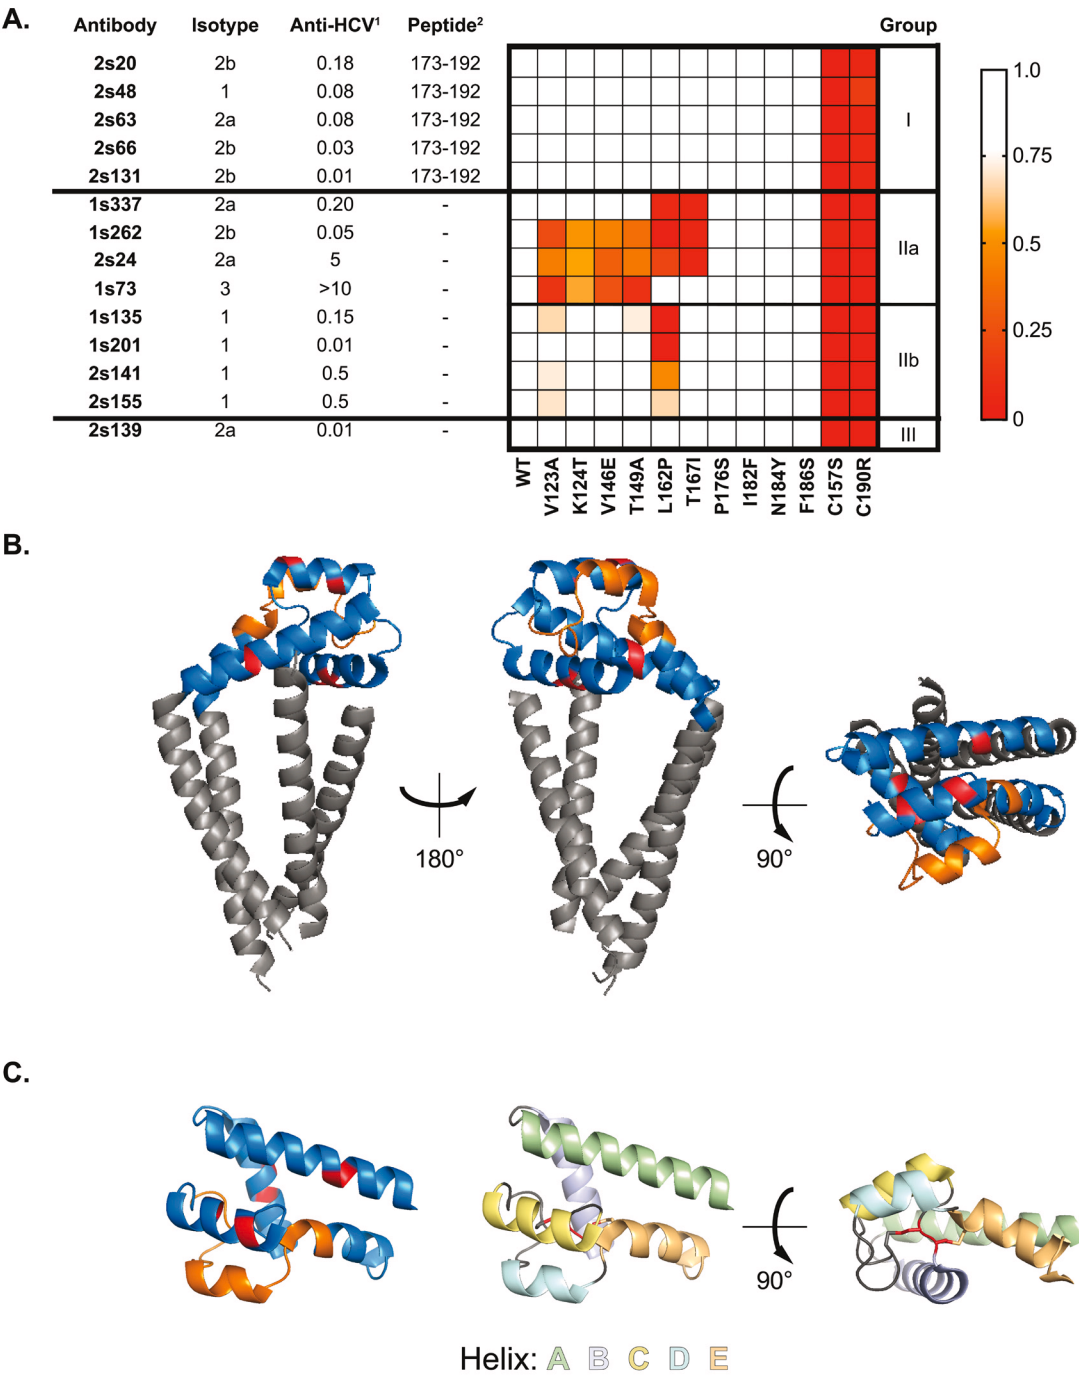 A.
Antibody Isotype Anti-HCV¹ Peptide² Group
2s20 2b 0.18 173-192
2s48 1 0.08 173-192
2s63 2a 0.08 173-192 I
2s66 2b 0.03 173-192
2s131 2b 0.01 173-192
1s337 2a 0.20 -
1s262 2b 0.05 - IIa
2s24 2a 5 -
1s73 3 >10 -
1s135 1 0.15 -
1s201 1 0.01 - IIb
2s141 1 0.5 -
2s155 1 0.5 -
2s139 2a 0.01 - III
1.0
0.75
0.5
0.25
0
WT V123A K124T V146E T149A L162P T167I P176S I182F N184Y F186S C157S C190R
B.
180°
90°
C.
90°
Helix: A B C D E